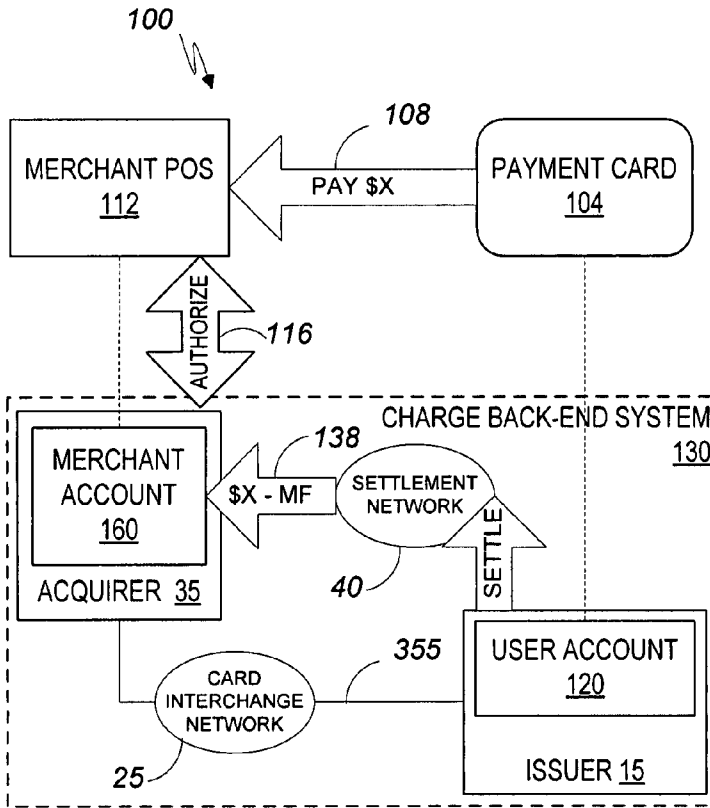 100
108
MERCHANT POS
112
PAY $X
PAYMENT CARD
104
AUTHORIZE
116
CHARGE BACK-END SYSTEM
130
MERCHANT
ACCOUNT
160
ACQUIRER 35
138
$X - MF
SETTLEMENT
NETWORK
40
SETTLE
355
CARD
INTERCHANGE
NETWORK
25
USER ACCOUNT
120
ISSUER 15